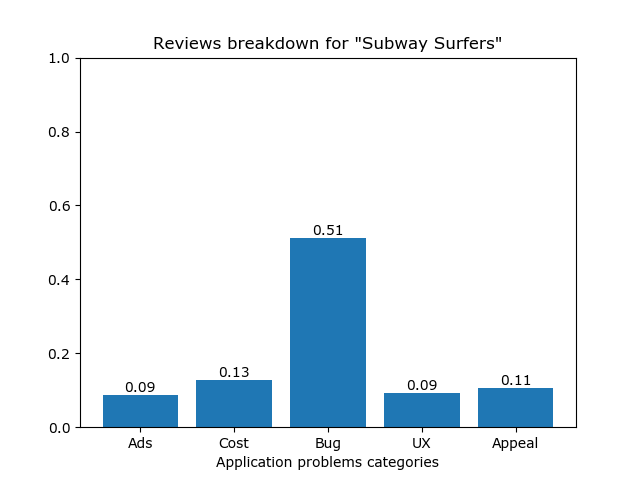 Reviews breakdown for "Subway Surfers"
1.0
0.8
0.6
0.4
0.2
0.0
0.09
0.13
0.51
0.09
0.11
Ads
Cost
Bug
UX
Appeal
Application problems categories